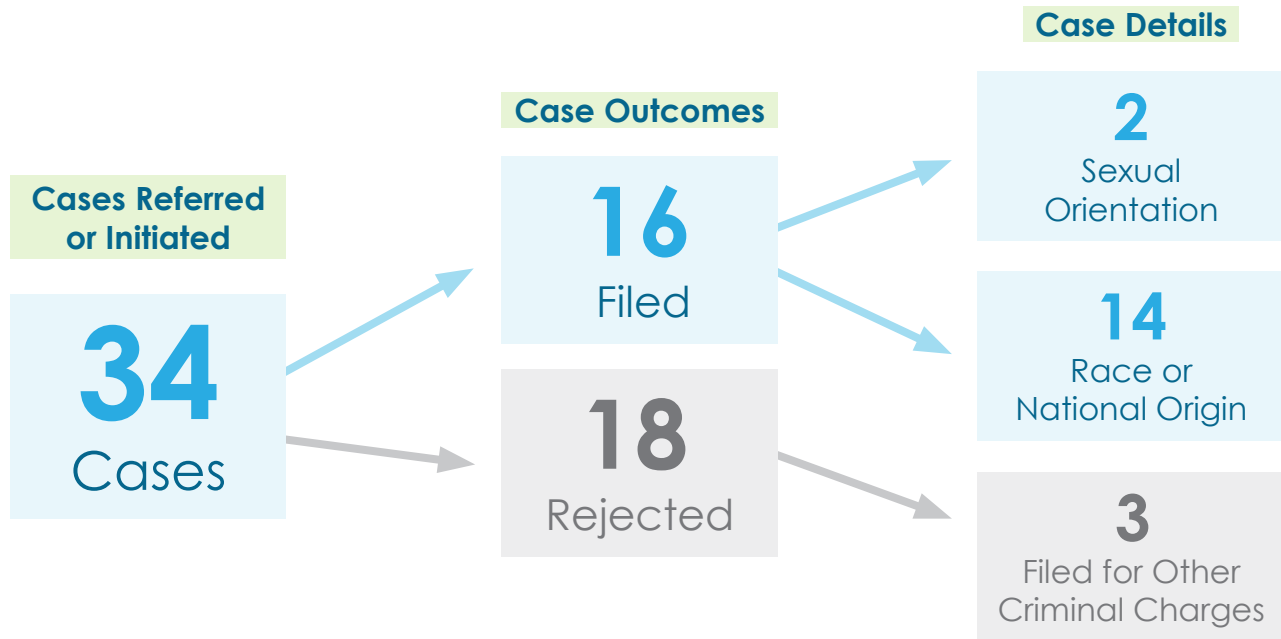 Cases Referred
or Initiated
34
Cases
Case Outcomes
16
Filed
18
Rejected
Case Details
2
Sexual
Orientation
14
Race or
National Origin
3
Filed for Other
Criminal Charges